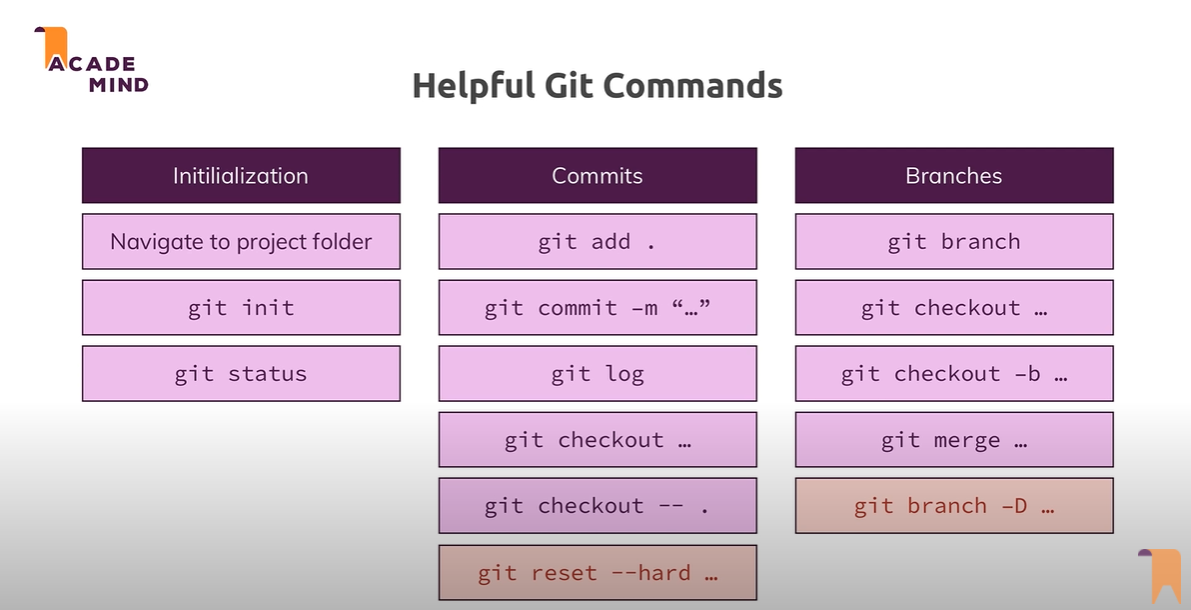 ACADE
MIND
Helpful Git Commands
Initilialization
Navigate to project folder
git init
git status
Commits
git add .
git commit –m “…”
git log
git checkout …
git checkout -- .
git reset --hard …
Branches
git branch
git checkout …
git checkout –b …
git merge …
git branch –D …